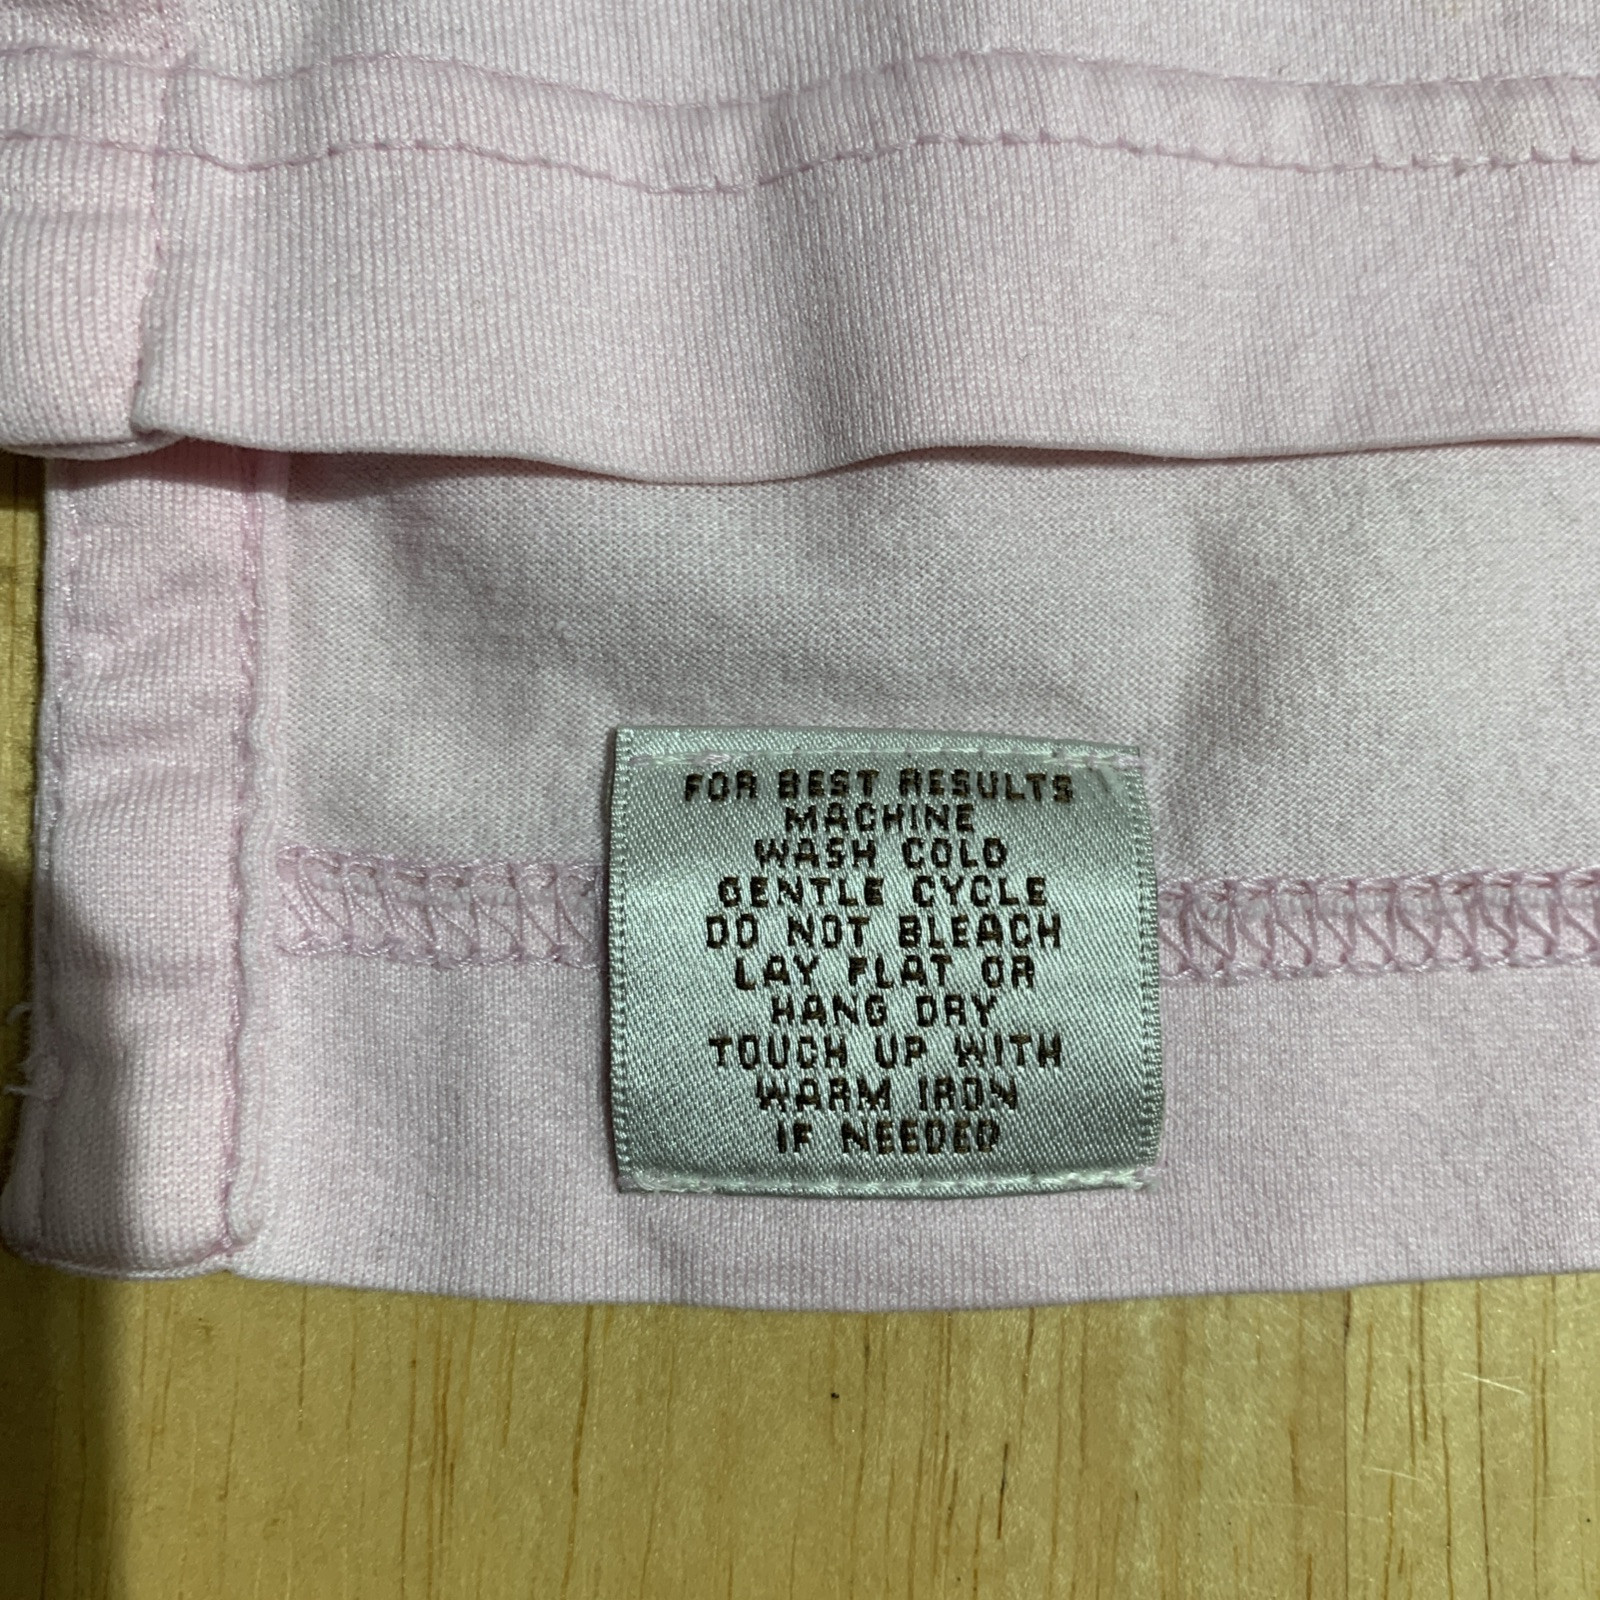 FOR BEST RESULTS
MACHINE
WASH COLD
GENTLE CYCLE
DO NOT BLEACH
LAY FLAT OR
HANG DRY
TOUCH UP WITH
WARM IRON
IF NEEDED